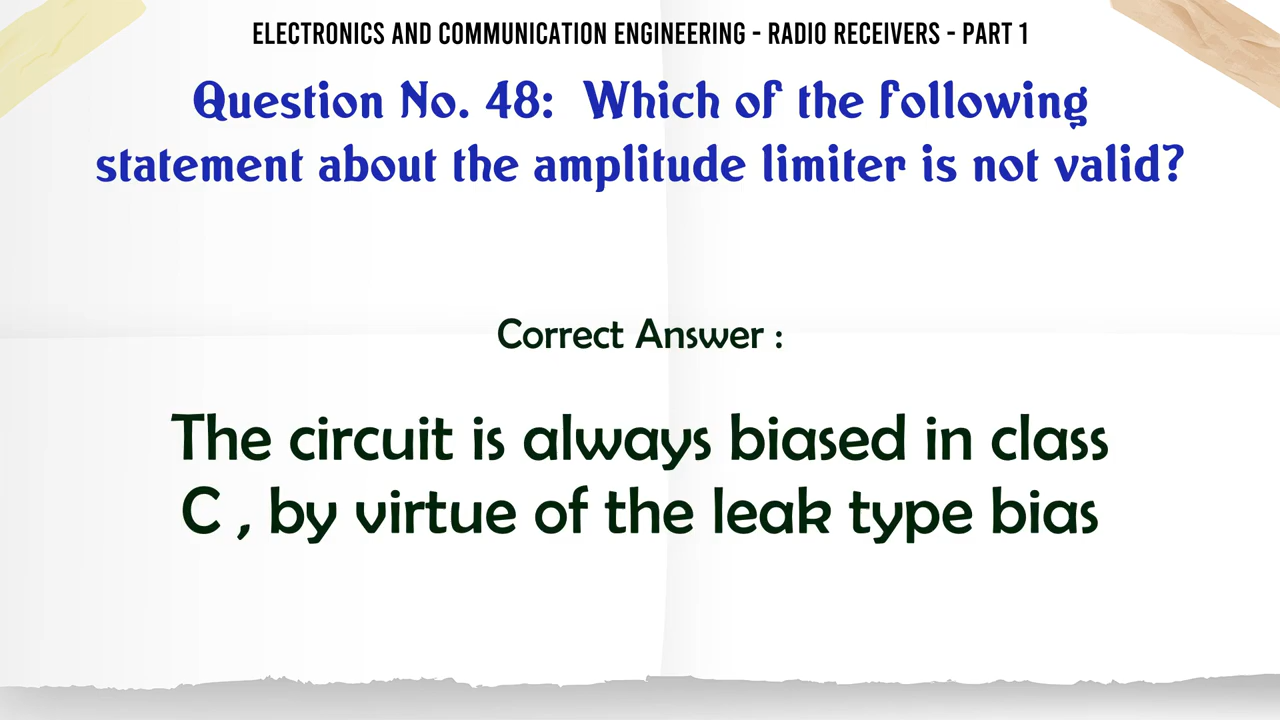 ELECTRONICS AND COMMUNICATION ENGINEERING - RADIO RECEIVERS - PART 1
Question No. 48: Which of the following
statement about the amplitude limiter is not valid?
Correct Answer :
The circuit is always biased in class
C , by virtue of the leak type bias